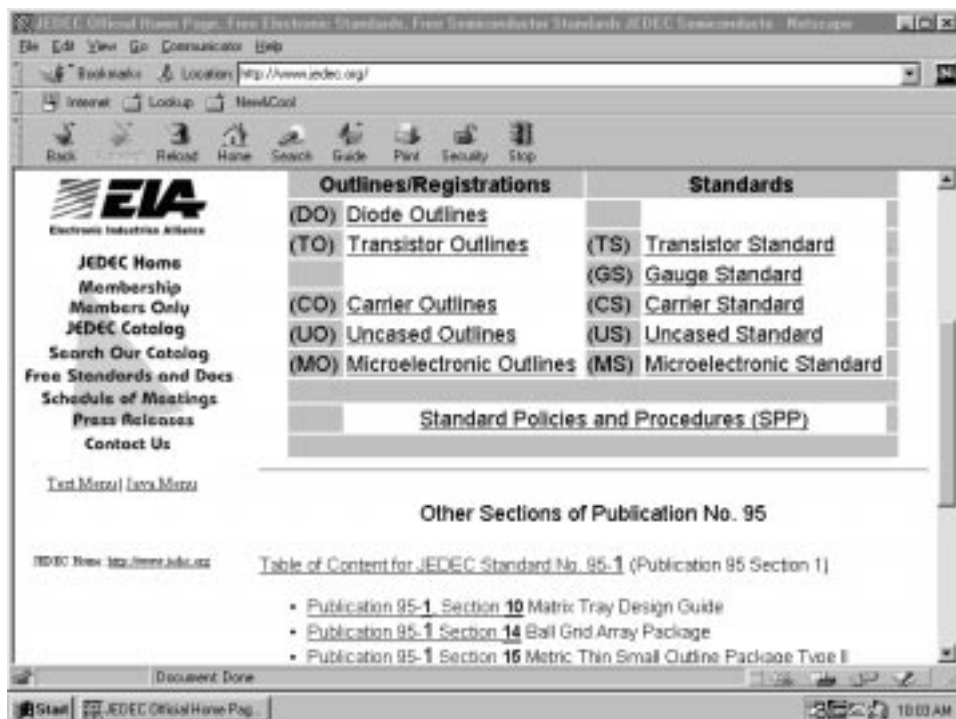 JEDEC Official Home Page, Free Electronic Standards, Free Semiconductor Standards JEDEC Semiconducto - Netscape
File Edit View Go Communicator Help
Bookmarks Location: http://www.jedec.org/
Internet Lookup New&Cool
Back Reload Home Search Guide Print Security Stop
EIA
Electronic Industries Alliance
JEDEC Home
Membership
Members Only
JEDEC Catalog
Search Our Catalog
Free Standards and Docs
Schedule of Meetings
Press Releases
Contact Us
Text Menu | Java Menu
JEDEC Home: http://www.jedec.org
Outlines/Registrations Standards
(DO) Diode Outlines
(TO) Transistor Outlines (TS) Transistor Standard
(GS) Gauge Standard
(CO) Carrier Outlines (CS) Carrier Standard
(UO) Uncased Outlines (US) Uncased Standard
(MO) Microelectronic Outlines (MS) Microelectronic Standard
Standard Policies and Procedures (SPP)
Other Sections of Publication No. 95
Table of Content for JEDEC Standard No. 95-1 (Publication 95 Section 1)
• Publication 95-1, Section 10 Matrix Tray Design Guide
• Publication 95-1 Section 14 Ball Grid Array Package
• Publication 95-1 Section 15 Metric Thin Small Outline Package Type II
Document Done
Start JEDEC Official Home Pag... 10:03 AM